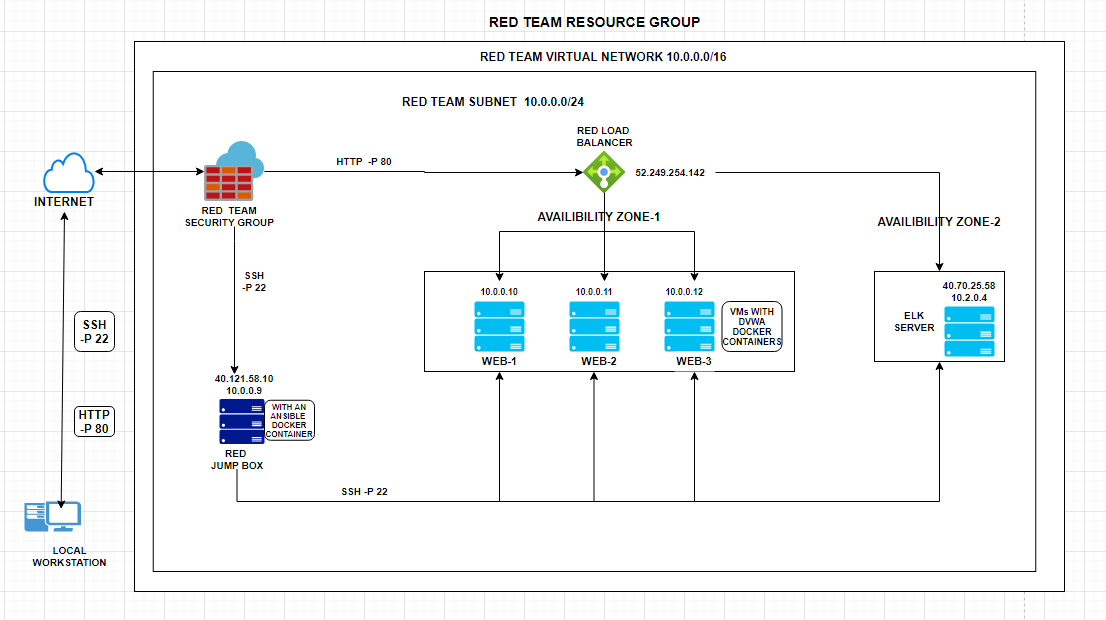 RED TEAM RESOURCE GROUP
RED TEAM VIRTUAL NETWORK 10.0.0.0/16
RED TEAM SUBNET 10.0.0.0/24
RED LOAD
BALANCER
HTTP -P 80
52.249.254.142
INTERNET
RED TEAM
SECURITY GROUP
AVAILIBILITY ZONE-1
AVAILIBILITY ZONE-2
SSH
-P 22
10.0.0.10
10.0.0.11
10.0.0.12
VMs WITH
DVWA
DOCKER
CONTAINERS
WEB-1
WEB-2
WEB-3
40.70.25.58
10.2.0.4
ELK
SERVER
SSH
-P 22
40.121.58.10
10.0.0.9
WITH AN
ANSIBLE
DOCKER
CONTAINER
HTTP
-P 80
RED
JUMP BOX
SSH -P 22
LOCAL
WORKSTATION